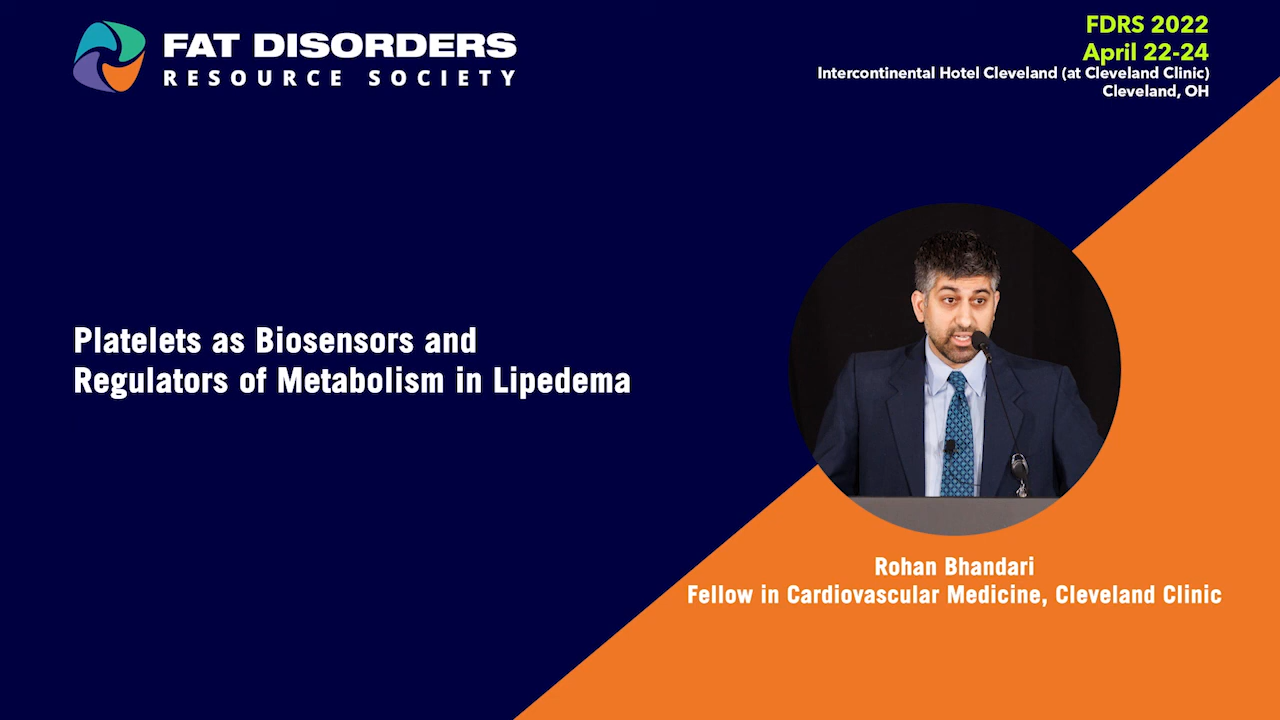 FAT DISORDERS
RESOURCE SOCIETY
FDRS 2022
April 22-24
Intercontinental Hotel Cleveland (at Cleveland Clinic)
Cleveland, OH
Platelets as Biosensors and
Regulators of Metabolism in Lipedema
Rohan Bhandari
Fellow in Cardiovascular Medicine, Cleveland Clinic